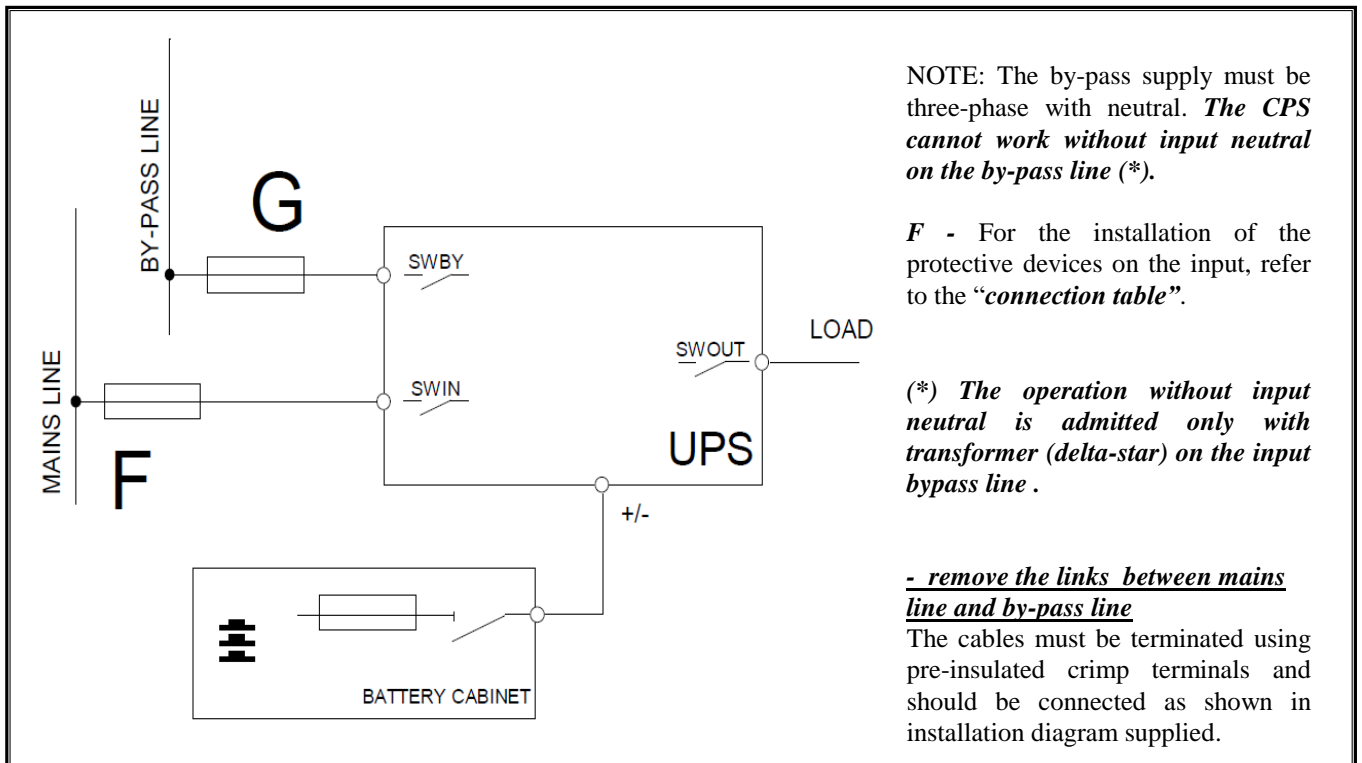 BY-PASS LINE
G
MAINS LINE
F
SWBY
SWIN
SWOUT
LOAD
UPS
+/-
BATTERY CABINET
NOTE: The by-pass supply must be
three-phase with neutral. The CPS
cannot work without input neutral
on the by-pass line (*).
F - For the installation of the
protective devices on the input, refer
to the “connection table”.
(*) The operation without input
neutral is admitted only with
transformer (delta-star) on the input
bypass line .
- remove the links between mains
line and by-pass line
The cables must be terminated using
pre-insulated crimp terminals and
should be connected as shown in
installation diagram supplied.